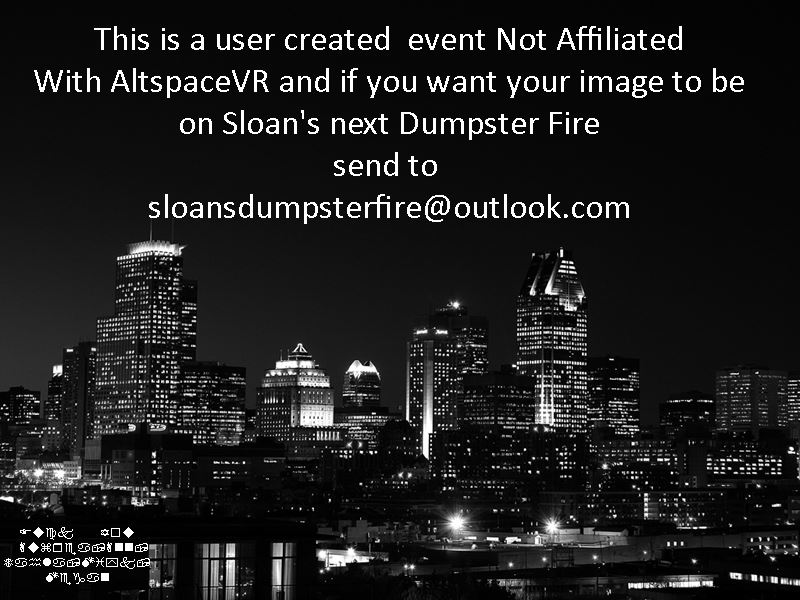 This is a user created  event Not Affiliated
With AltspaceVR and if you want your image to be
on Sloan's next Dumpster Fire
send to
sloansdumpsterfire@outlook.com